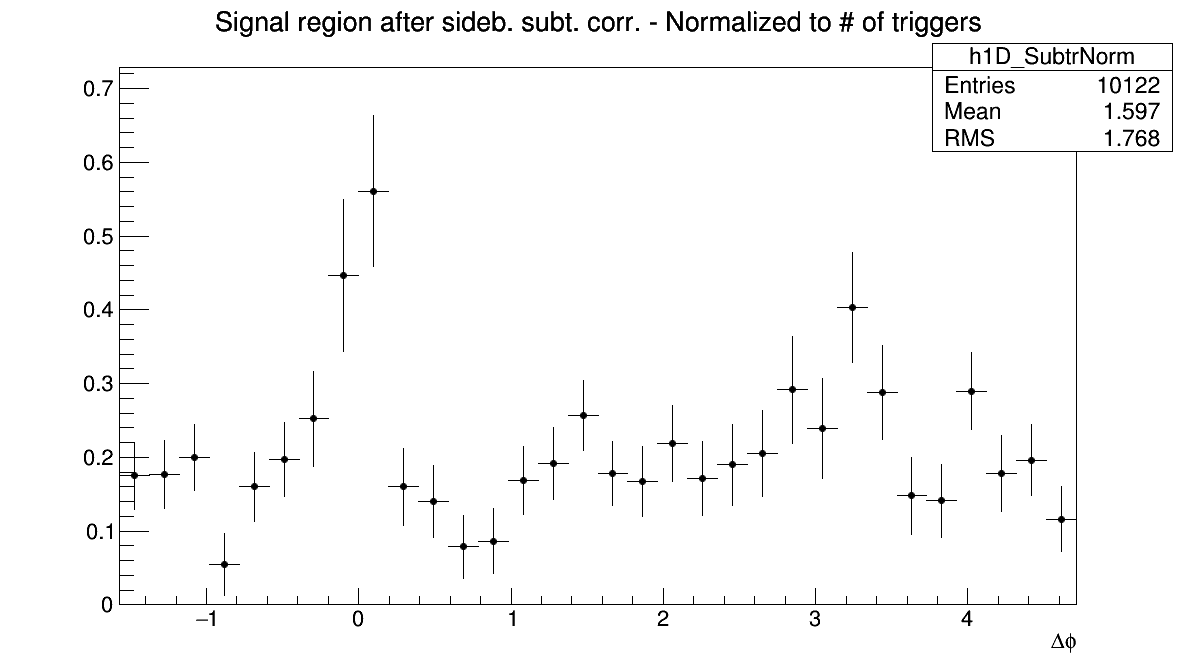 Signal region after sideb. subt. corr. - Normalized to # of triggers
h1D_SubtrNorm
Entries 10122
Mean 1.597
RMS 1.768
0.7
0.6
0.5
0.4
0.3
0.2
0.1
0
−1 0 1 2 3 4
Δϕ